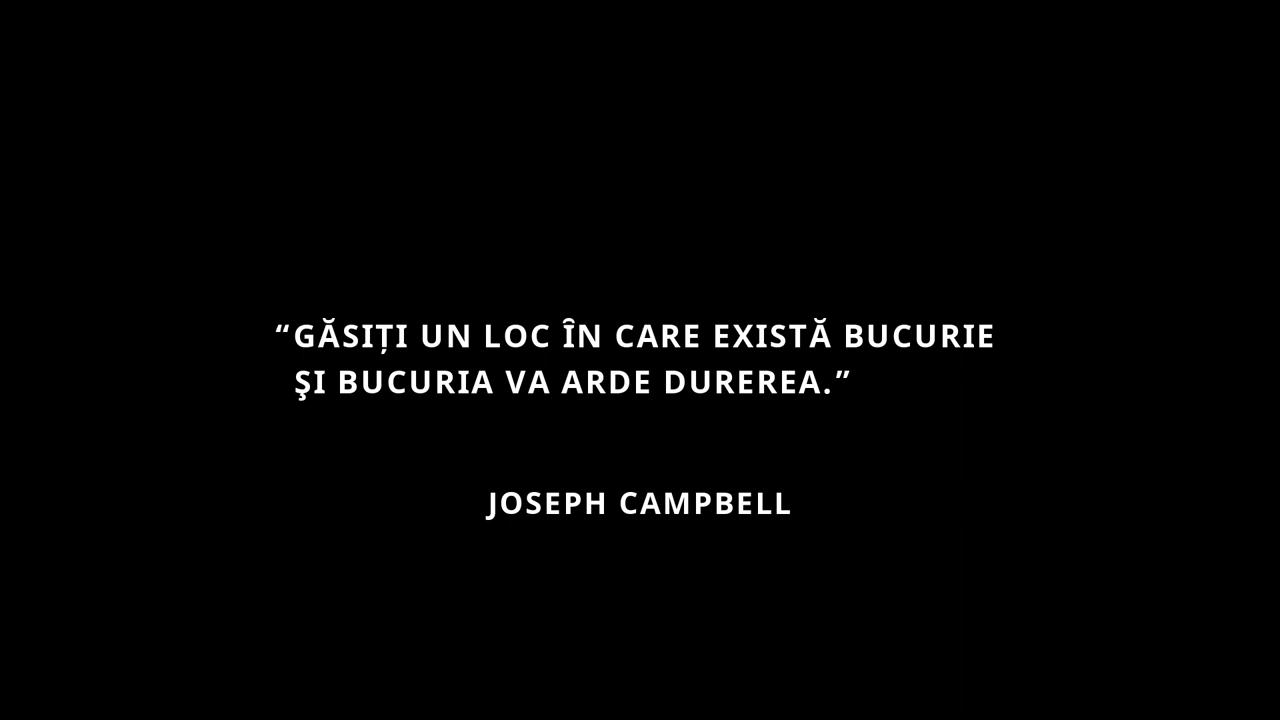 “GĂSIȚI UN LOC ÎN CARE EXISTĂ BUCURIE
ŞI BUCURIA VA ARDE DUREREA.”
JOSEPH CAMPBELL